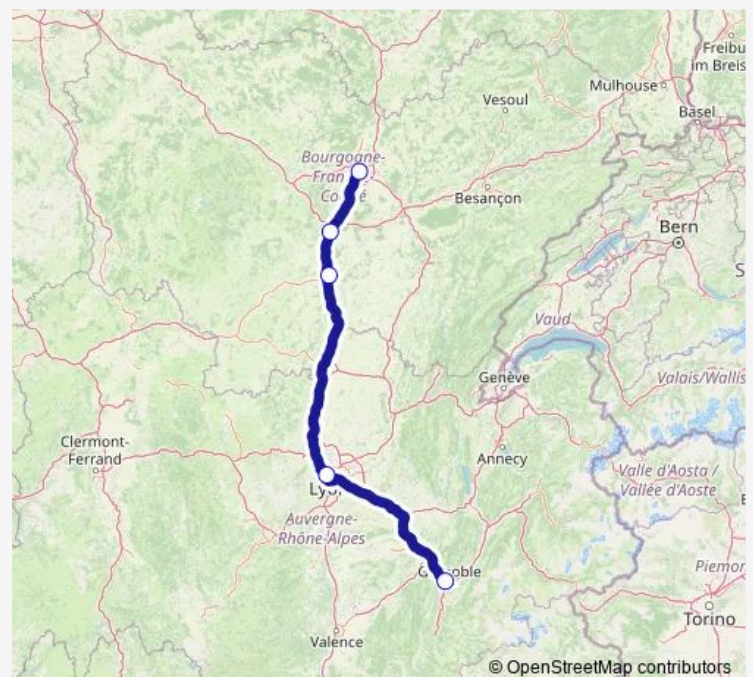 Freibu
im Breis
Mulhouse
Vesoul
Basel
Bourgogne-
Fran
Co
Besançon
Bern
S
Vaud
Genève
Valais/Wallis
Clermont-
Ferrand
Annecy
Valle d'Aosta /
Vallée d'Aoste
Lyo
Auvergne-
Rhône-Alpes
G
oble
Piemor
Torino
Valence
© OpenStreetMap contributors